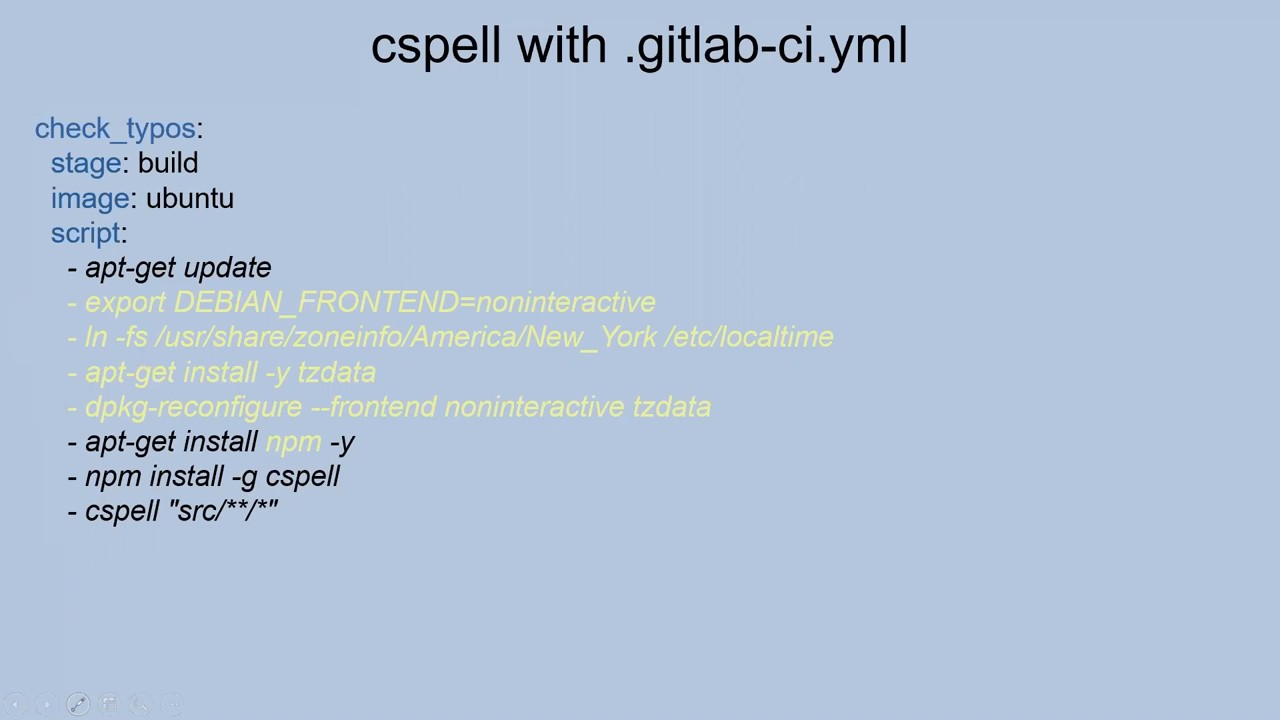 cspell with .gitlab-ci.yml
check_typos:
stage: build
image: ubuntu
script:
- apt-get update
- export DEBIAN_FRONTEND=noninteractive
- ln -fs /usr/share/zoneinfo/America/New_York /etc/localtime
- apt-get install -y tzdata
- dpkg-reconfigure --frontend noninteractive tzdata
- apt-get install npm -y
- npm install -g cspell
- cspell "src/**/*"